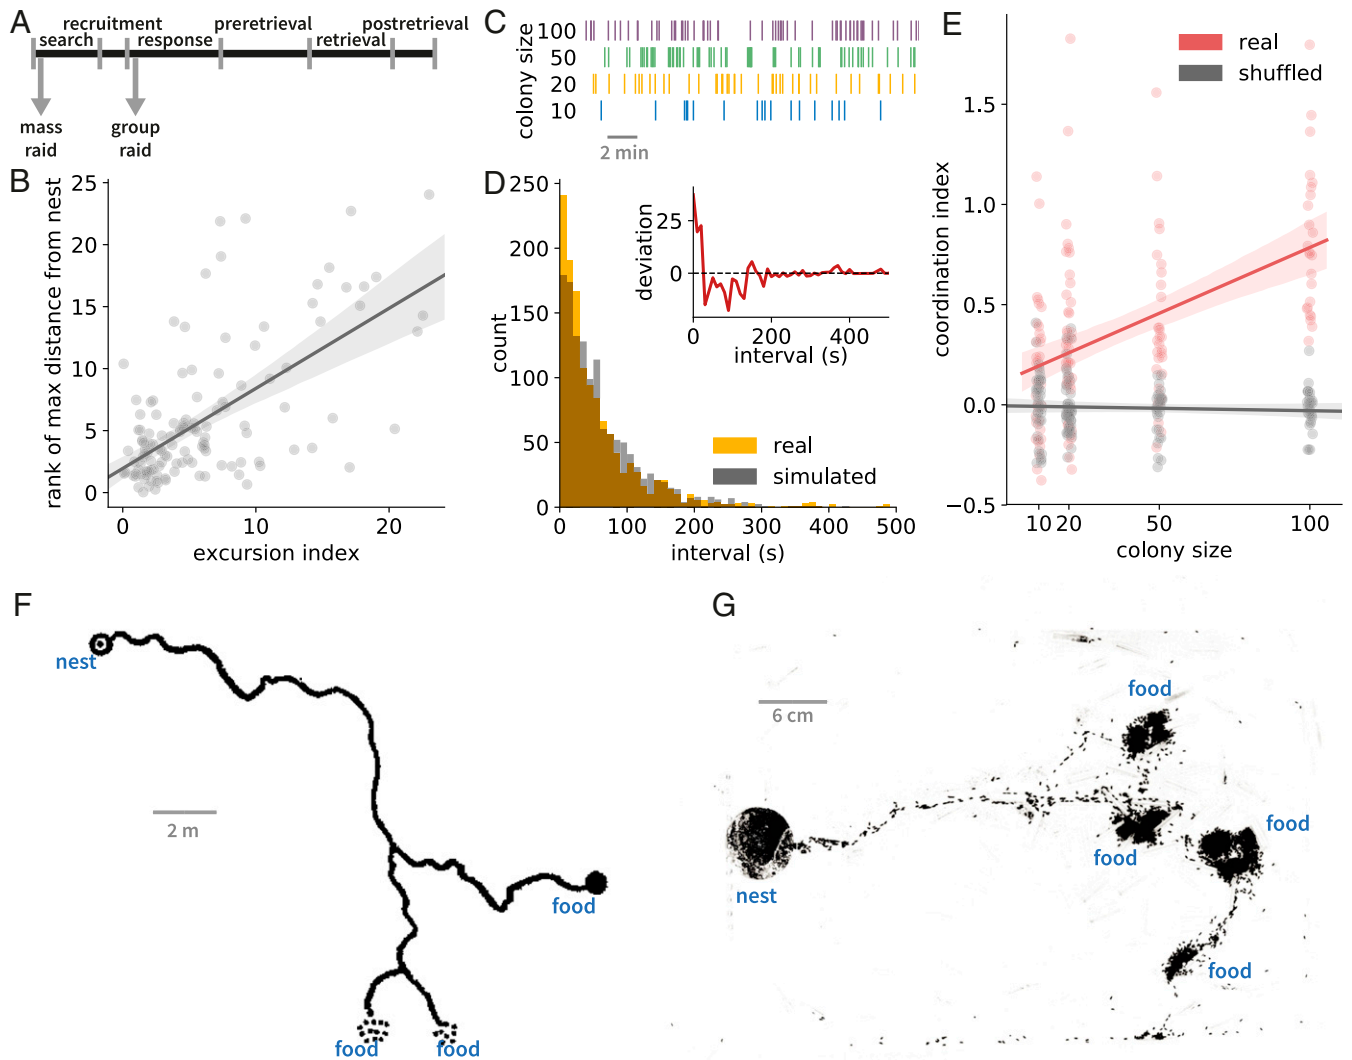 A
recruitment
preretrieval
postretrieval
search
response
retrieval
mass
raid
group
raid
B
rank of max distance from nest
25
20
15
10
5
0
0
10
20
excursion index
C
colony size
100
50
20
10
2 min
D
count
250
200
150
100
50
0
0
100
200
300
400
500
interval (s)
real
simulated
deviation
25
0
0
200
400
interval (s)
E
coordination index
1.5
1.0
0.5
0.0
−0.5
10
20
50
100
colony size
real
shuffled
F
nest
2 m
food
food
food
G
food
6 cm
food
food
nest
food